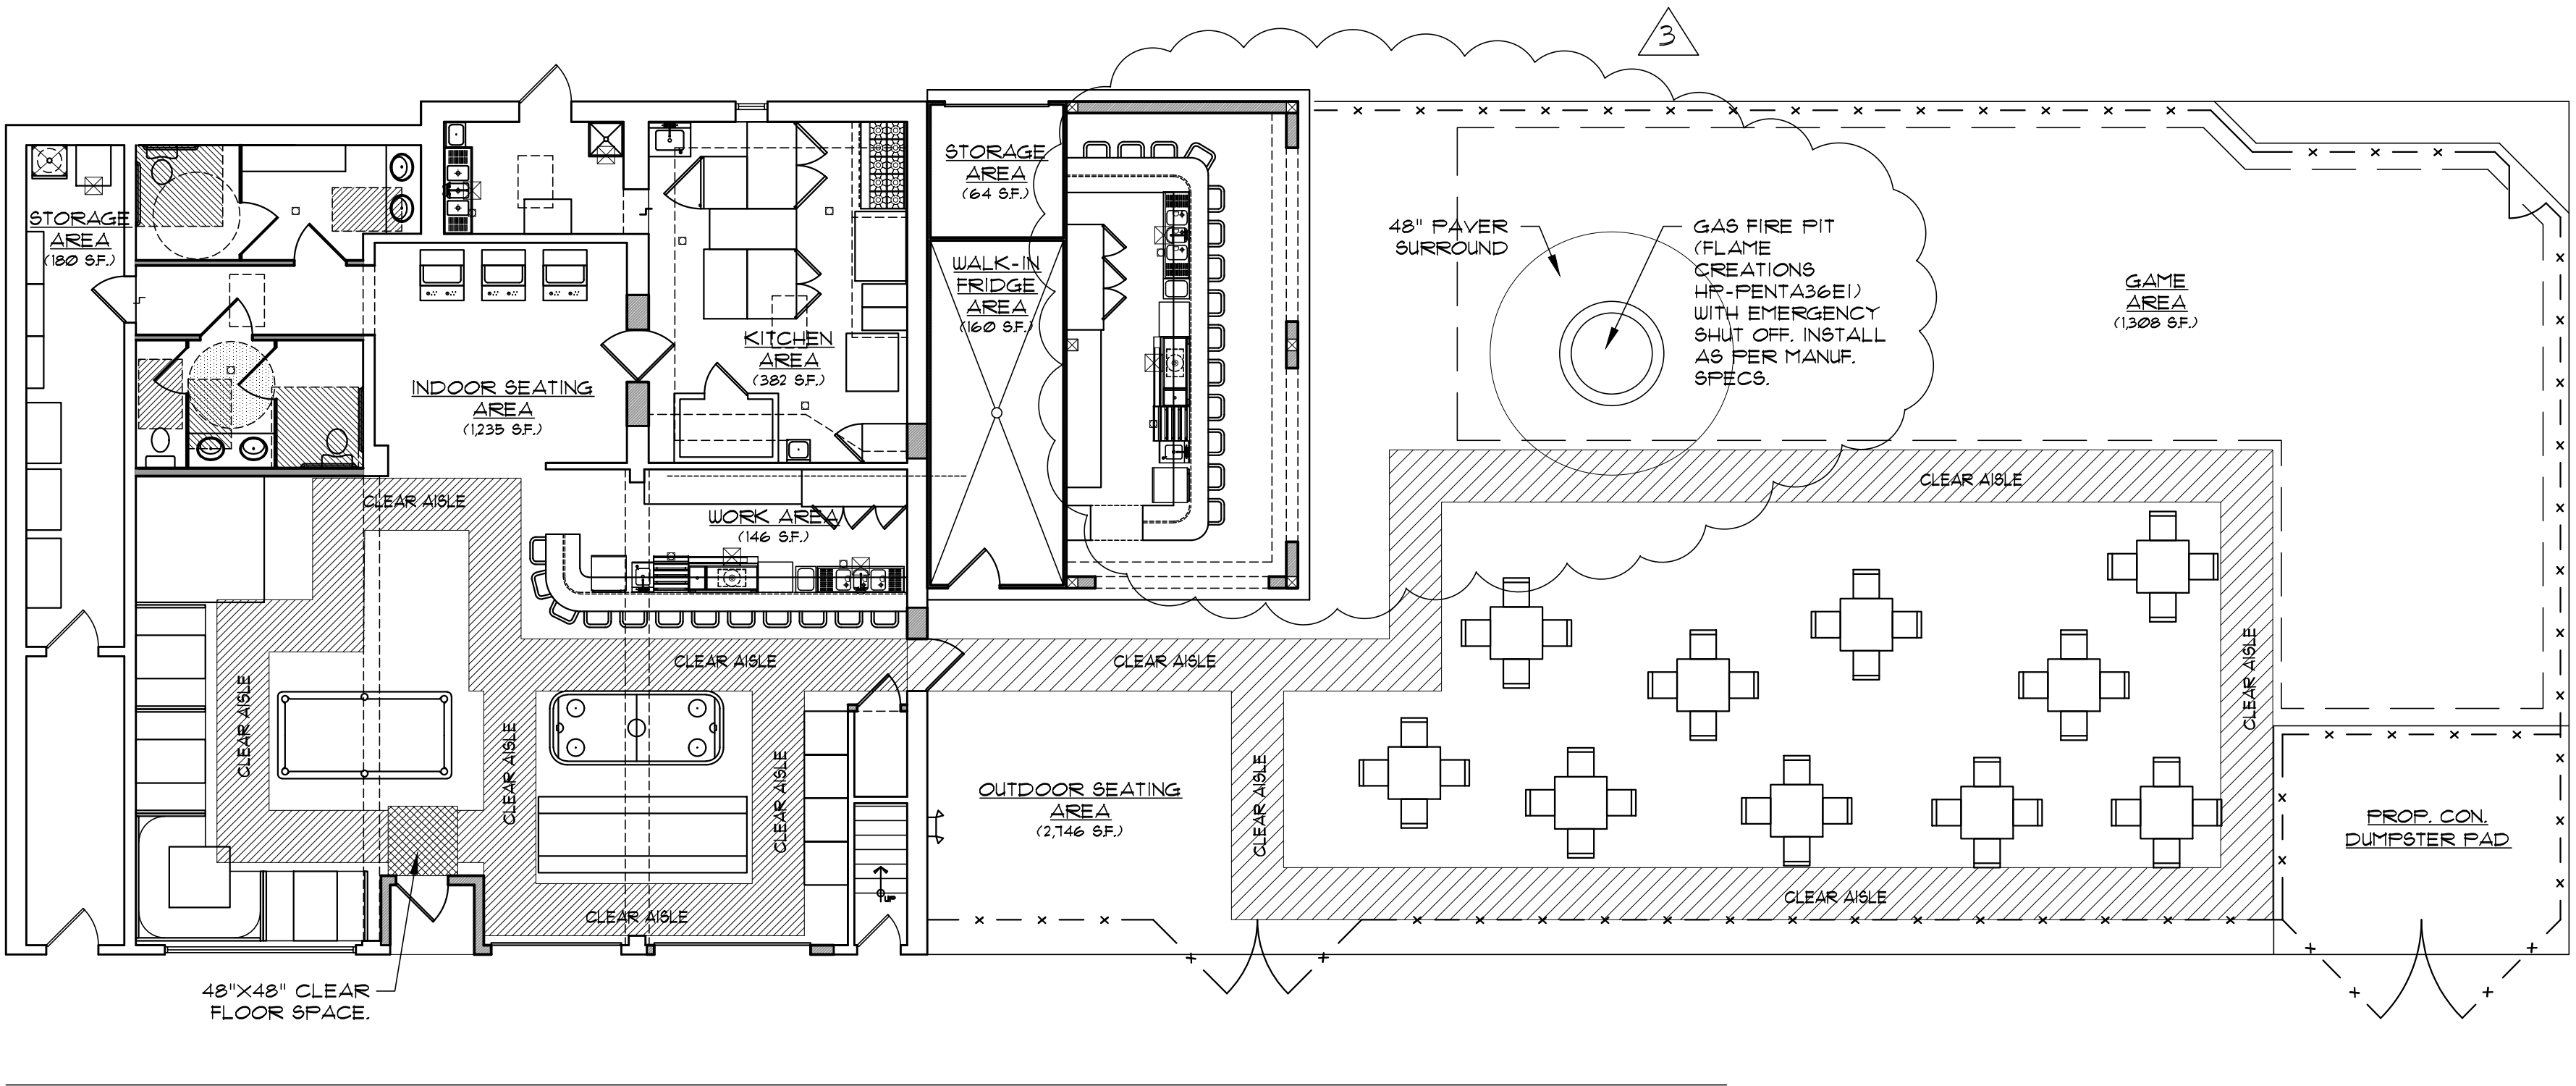 3
STORAGE
AREA
(180 S.F.)
STORAGE
AREA
(64 S.F.)
WALK-IN
FRIDGE
AREA
(160 S.F.)
48" PAVER
SURROUND
GAS FIRE PIT
(FLAME
CREATIONS
HP-PENTA36EI)
WITH EMERGENCY
SHUT OFF. INSTALL
AS PER MANUF.
SPECS.
GAME
AREA
(1,308 S.F.)
KITCHEN
AREA
(382 S.F.)
INDOOR SEATING
AREA
(1,235 S.F.)
CLEAR AISLE
WORK AREA
(146 S.F.)
CLEAR AISLE
CLEAR AISLE
CLEAR AISLE
CLEAR AISLE
CLEAR AISLE
CLEAR AISLE
CLEAR AISLE
CLEAR AISLE
OUTDOOR SEATING
AREA
(2,746 S.F.)
CLEAR AISLE
PROP. CON.
DUMPSTER PAD
UP
CLEAR AISLE
CLEAR AISLE
48"X48" CLEAR
FLOOR SPACE.